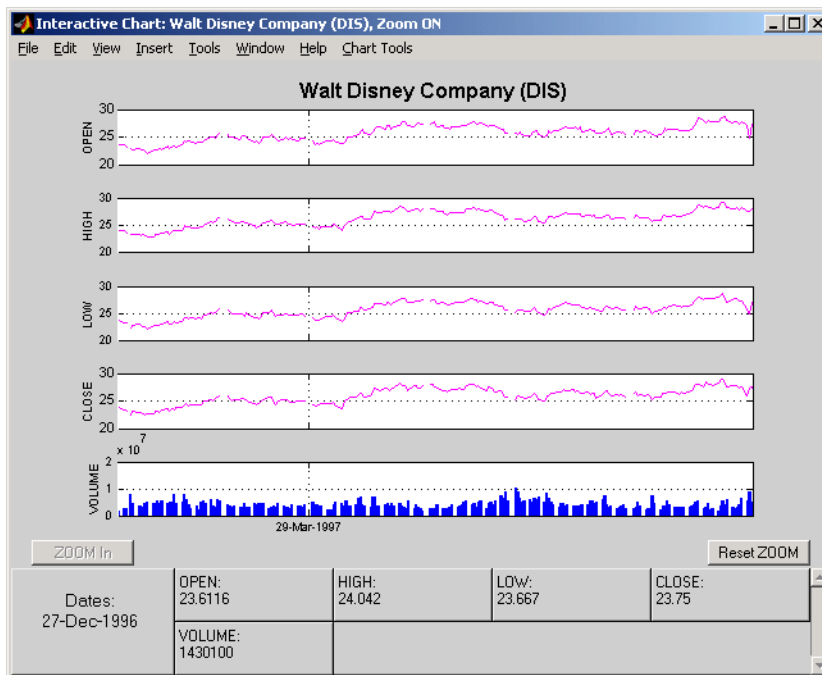 Interactive Chart: Walt Disney Company (DIS), Zoom ON
File Edit View Insert Tools Window Help Chart Tools
Walt Disney Company (DIS)
30
25
20
OPEN
30
25
20
HIGH
30
25
20
LOW
30
25
20
CLOSE
x 10^7
2
1
0
VOLUME
29-Mar-1997
ZOOM In
Reset ZOOM
Dates:
27-Dec-1996
OPEN:
23.6116
HIGH:
24.042
LOW:
23.667
CLOSE:
23.75
VOLUME:
1430100